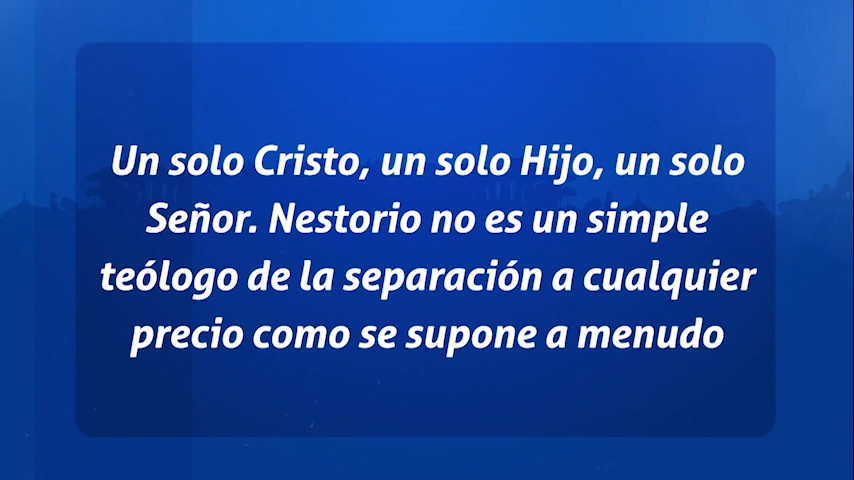 Un solo Cristo, un solo Hijo, un solo
Señor. Nestorio no es un simple
teólogo de la separación a cualquier
precio como se supone a menudo